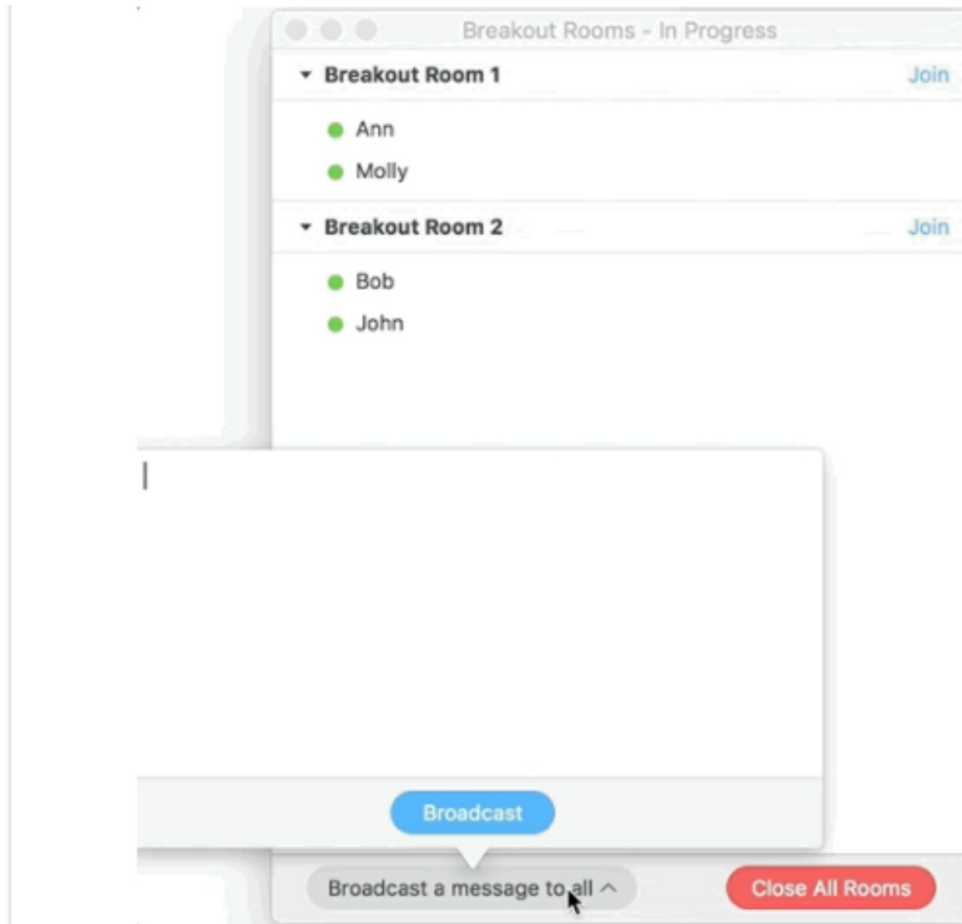 Breakout Rooms - In Progress
Breakout Room 1 Join
Ann
Molly
Breakout Room 2 Join
Bob
John
Broadcast
Broadcast a message to all
Close All Rooms